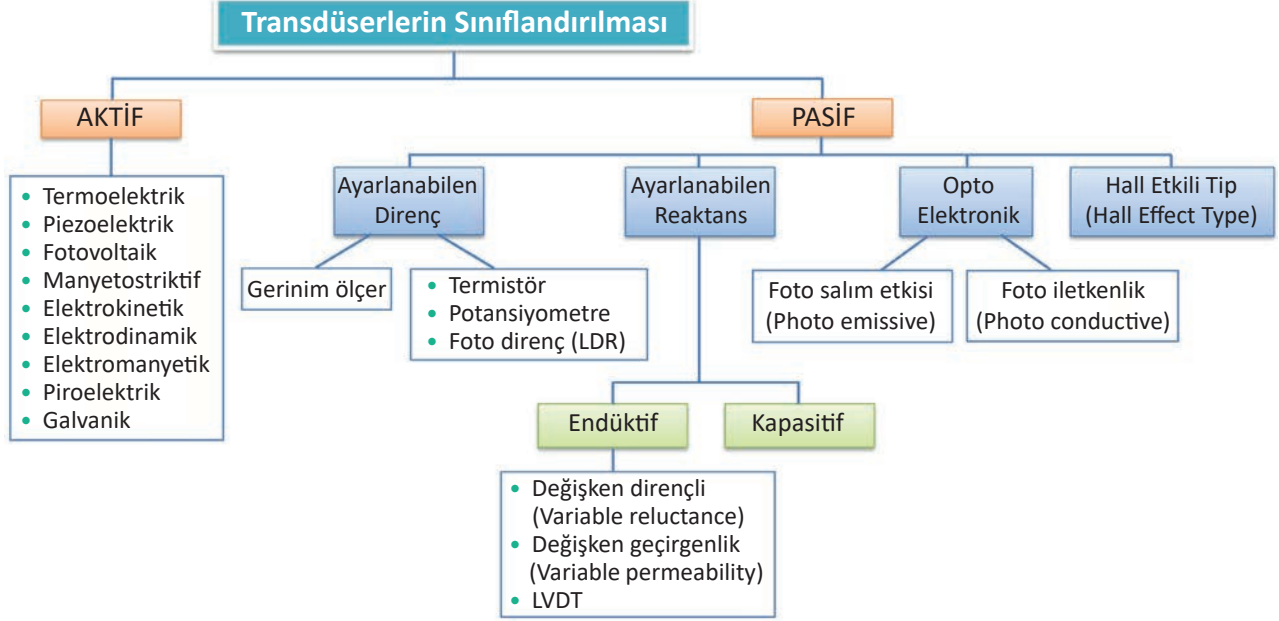 Transdüserlerin Sınıflandırılması
AKTİF
PASİF
• Termoelektrik
• Piezoelektrik
• Fotovoltaik
• Manyetostriktif
• Elektrokinetik
• Elektrodinamik
• Elektromanyetik
• Piroelektrik
• Galvanik
Ayarlanabilen
Direnç
Ayarlanabilen
Reaktans
Opto
Elektronik
Hall Etkili Tip
(Hall Effect Type)
Gerinim ölçer
• Termistör
• Potansiyometre
• Foto direnç (LDR)
Foto salım etkisi
(Photo emissive)
Foto iletkenlik
(Photo conductive)
Endüktif
Kapasitif
• Değişken dirençli
(Variable reluctance)
• Değişken geçirgenlik
(Variable permeability)
• LVDT